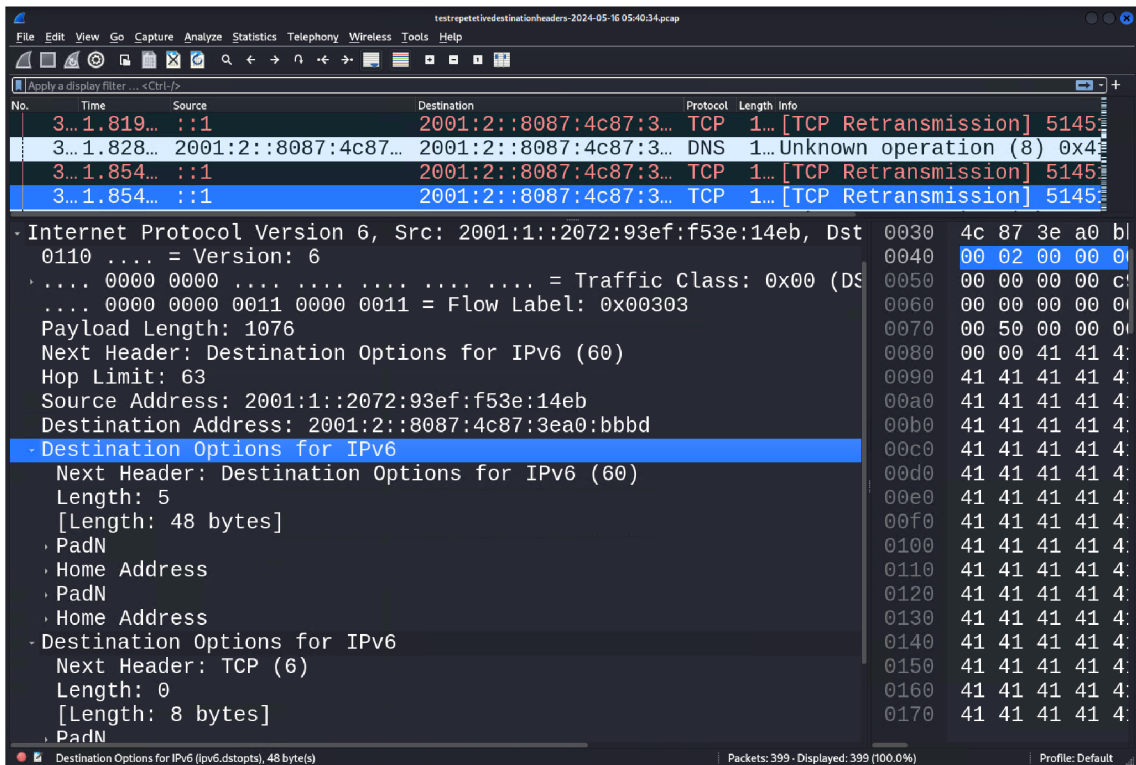 testrepetetivedestinationheaders-2024-05-16 05:40:34.pcap
File Edit View Go Capture Analyze Statistics Telephony Wireless Tools Help
Apply a display filter ... <Ctrl-/>
No. Time Source Destination Protocol Length Info
3… 1.819… ::1 2001:2::8087:4c87:3… TCP 1… [TCP Retransmission] 5145
3… 1.828… 2001:2::8087:4c87… 2001:2::8087:4c87:3… DNS 1… Unknown operation (8) 0x4
3… 1.854… ::1 2001:2::8087:4c87:3… TCP 1… [TCP Retransmission] 5145
3… 1.854… ::1 2001:2::8087:4c87:3… TCP 1… [TCP Retransmission] 5145
Internet Protocol Version 6, Src: 2001:1::2072:93ef:f53e:14eb, Dst
0110 .... = Version: 6
.... 0000 0000 .... .... .... .... .... = Traffic Class: 0x00 (DS
.... 0000 0000 0011 0000 0011 = Flow Label: 0x00303
Payload Length: 1076
Next Header: Destination Options for IPv6 (60)
Hop Limit: 63
Source Address: 2001:1::2072:93ef:f53e:14eb
Destination Address: 2001:2::8087:4c87:3ea0:bbbd
Destination Options for IPv6
Next Header: Destination Options for IPv6 (60)
Length: 5
[Length: 48 bytes]
PadN
Home Address
PadN
Home Address
Destination Options for IPv6
Next Header: TCP (6)
Length: 0
[Length: 8 bytes]
PadN
0030 4c 87 3e a0 b
0040 00 02 00 00 0
0050 00 00 00 00 c
0060 00 00 00 00 0
0070 00 50 00 00 0
0080 00 00 41 41 4
0090 41 41 41 41 4
00a0 41 41 41 41 4
00b0 41 41 41 41 4
00c0 41 41 41 41 4
00d0 41 41 41 41 4
00e0 41 41 41 41 4
00f0 41 41 41 41 4
0100 41 41 41 41 4
0110 41 41 41 41 4
0120 41 41 41 41 4
0130 41 41 41 41 4
0140 41 41 41 41 4
0150 41 41 41 41 4
0160 41 41 41 41 4
0170 41 41 41 41 4
Destination Options for IPv6 (ipv6.dstopts), 48 byte(s) Packets: 399 · Displayed: 399 (100.0%) Profile: Default